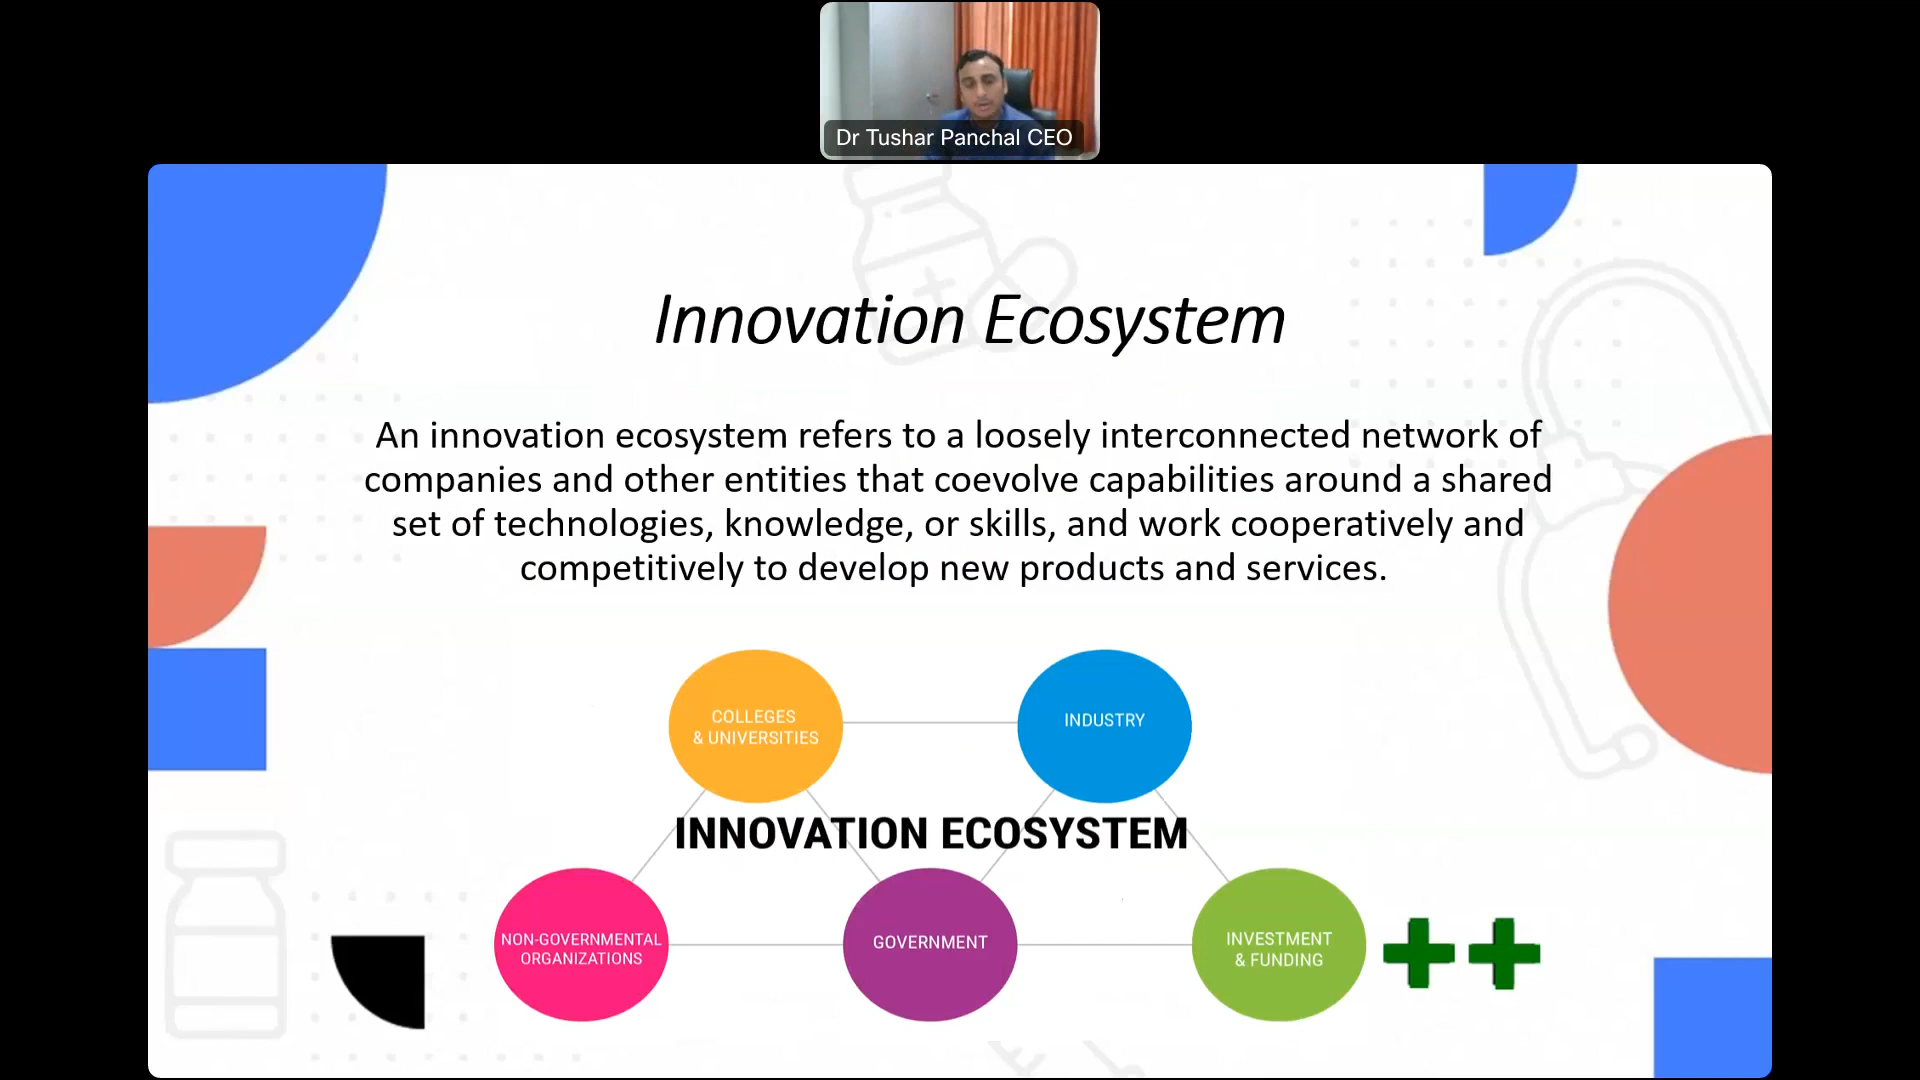 Dr Tushar Panchal CEO
Innovation Ecosystem
An innovation ecosystem refers to a loosely interconnected network of
companies and other entities that coevolve capabilities around a shared
set of technologies, knowledge, or skills, and work cooperatively and
competitively to develop new products and services.
COLLEGES
& UNIVERSITIES
INDUSTRY
INNOVATION ECOSYSTEM
NON-GOVERNMENTAL
ORGANIZATIONS
GOVERNMENT
INVESTMENT
& FUNDING